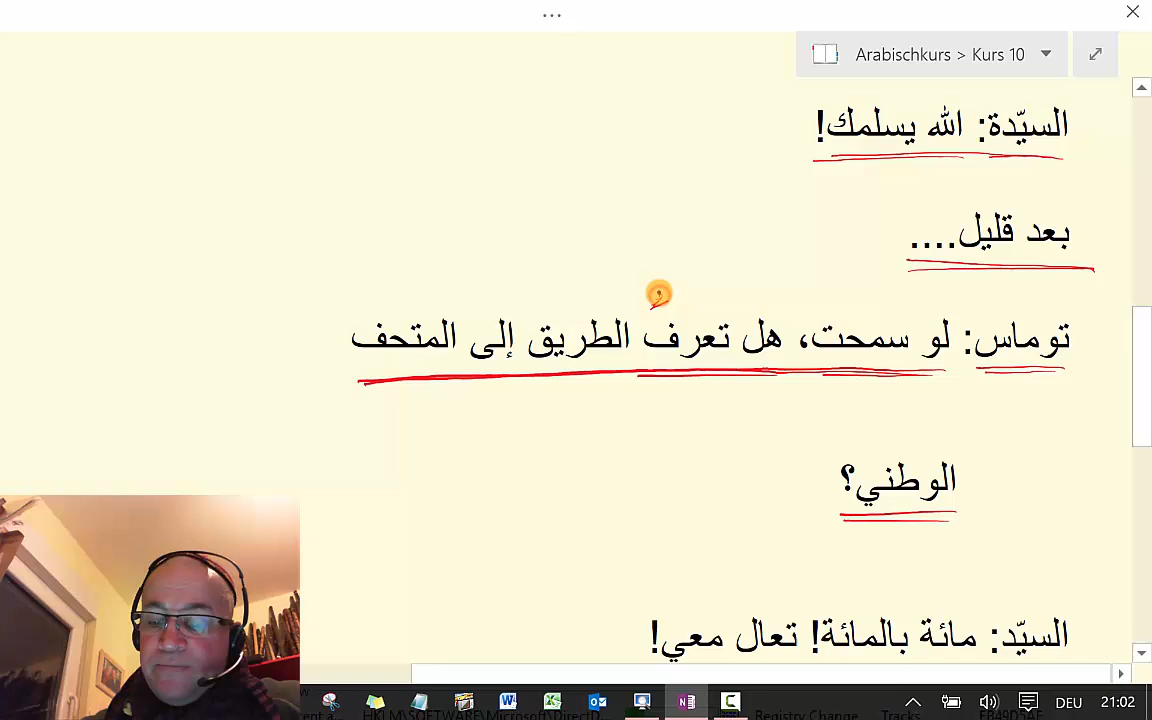 ...
Arabischkurs > Kurs 10
السيّدة: الله يسلمك!
بعد قليل....
توماس: لو سمحت، هل تعرف الطريق إلى المتحف
الوطني؟
السيّد: مائة بالمائة! تعال معي!
DEU 21:02